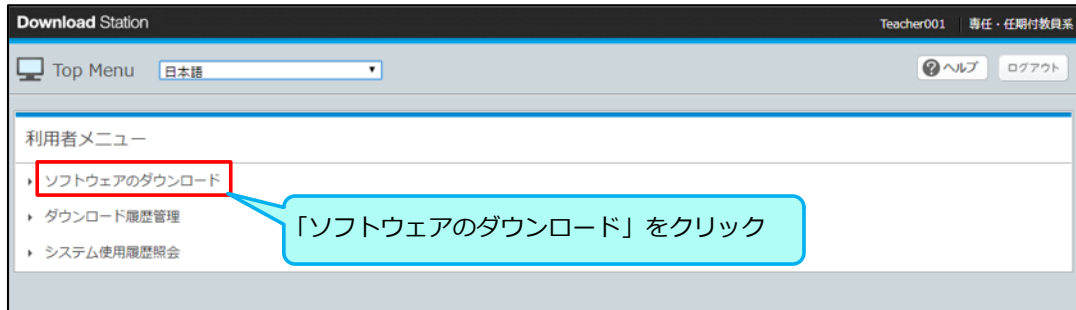 Download Station
Teacher001 専任・任期付教員系
Top Menu 日本語
ヘルプ ログアウト
利用者メニュー
ソフトウェアのダウンロード
ダウンロード履歴管理
「ソフトウェアのダウンロード」をクリック
システム使用履歴照会